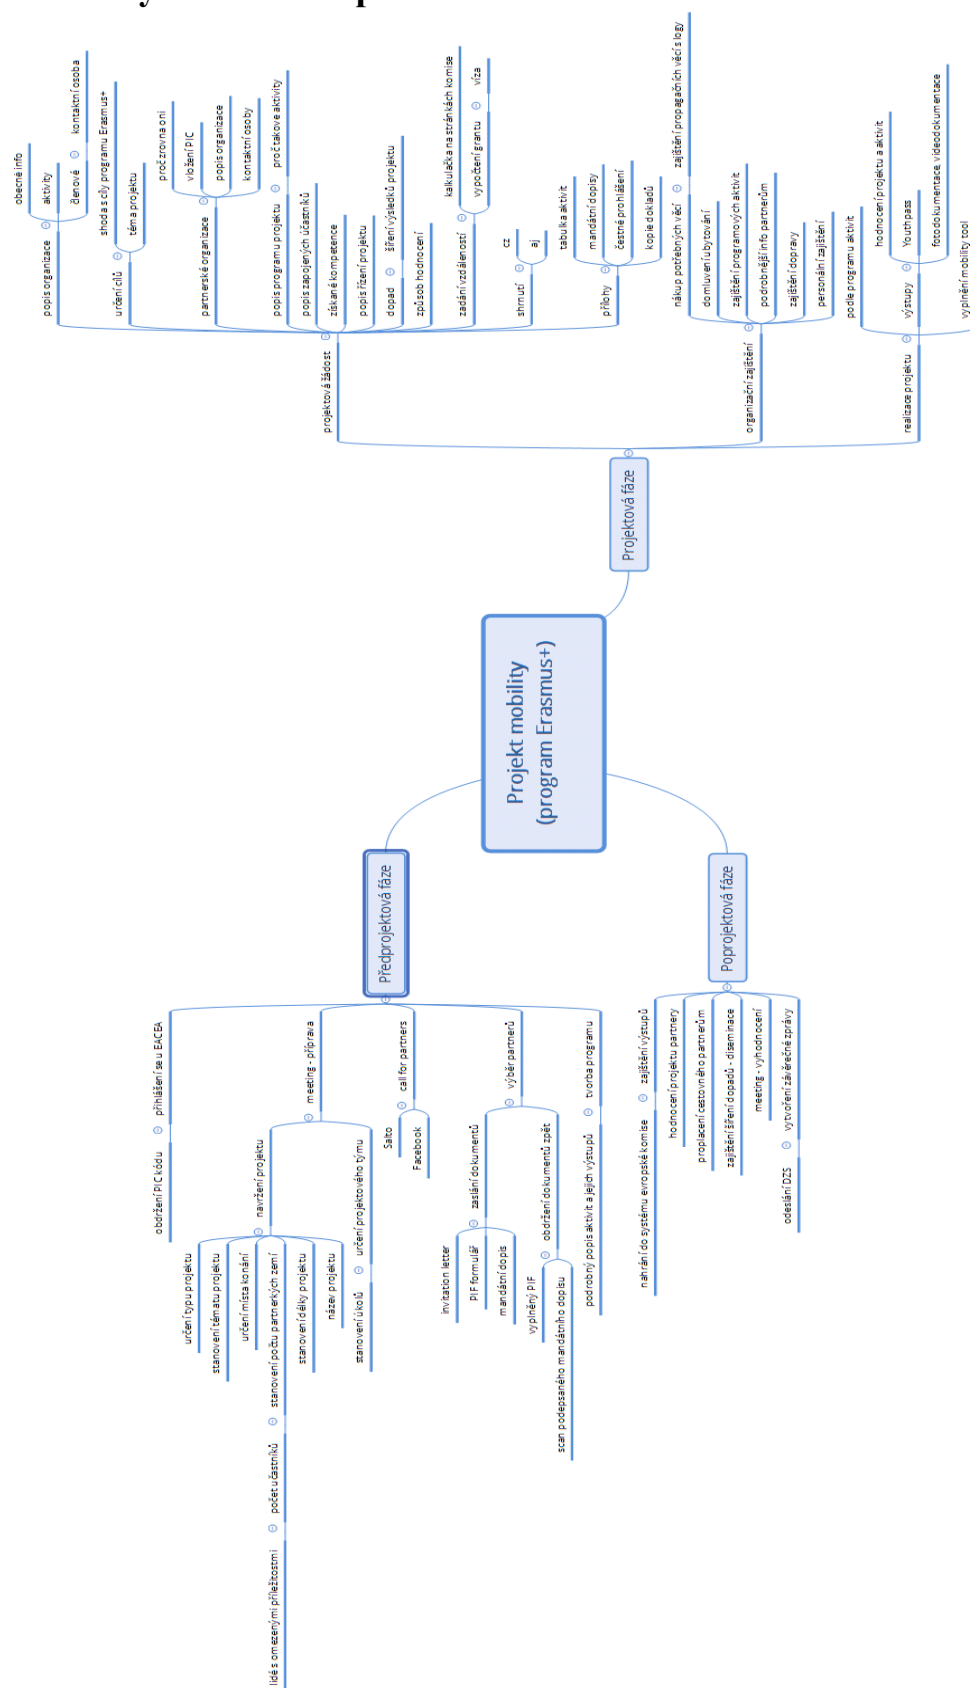 Projekt mobility
(program Erasmus+)
Předprojektová fáze
přihlášení se u EACEA
obdržení PIC kódu
meeting - příprava
navržení projektu
určení typu projektu
stanovení tématu projektu
určení místa konání
stanovení počtu partnerkých zemí
počet učastníků
lidé s omezenými příležitostmi
stanovení délky projektu
název projektu
určení projektového týmu
stanovení úkolů
call for partners
Salto
Facebook
výběr partnerů
zaslání dokumentů
invitation letter
PIF formulář
mandátní dopis
obdržení dokumentů zpět
vyplněný PIF
scan podepsaného mandátního dopisu
tvorba programu
podrobný popis aktivit a jejich výstupů
Projektová fáze
projektová žádost
popis organizace
obecné info
aktivity
členové
kontaktní osoba
určení cílů
shoda s cíly programu Erasmus+
téma projektu
partnerské organizace
proč zrovna oni
vložení PIC
popis organizace
kontaktní osoby
popis programu projektu
proč takove aktivity
popis zapojených účastníků
získané kompetence
popis řízení projektu
dopad
šíření výsledků projektu
způsob hodnocení
zadání vzdáleností
kalkulačka na stránkách komise
vypočtení grantu
víza
shrnutí
cz
aj
přílohy
tabulka aktivit
mandátní dopisy
čestné prohlášení
kopie dokladů
organizační zajištění
nákup potřebných věcí
zajištění propagačních věcí s logy
domluvení ubytování
zajištění programových aktivit
podrobnější info partnerům
zajištění dopravy
personální zajištění
realizace projektu
podle programu aktivit
výstupy
hodnocení projektu a aktivit
Youthpass
fotodokumentace, videodokumentace
vyplnění mobility tool
Poprojektová fáze
zajištění výstupů
nahrání do systému evropské komise
hodnocení projektu partnery
proplacení cestovného partnerům
zajištění šíření dopadů - diseminace
meeting - vyhodnocení
vytvoření závěrečné zprávy
odeslání DZS